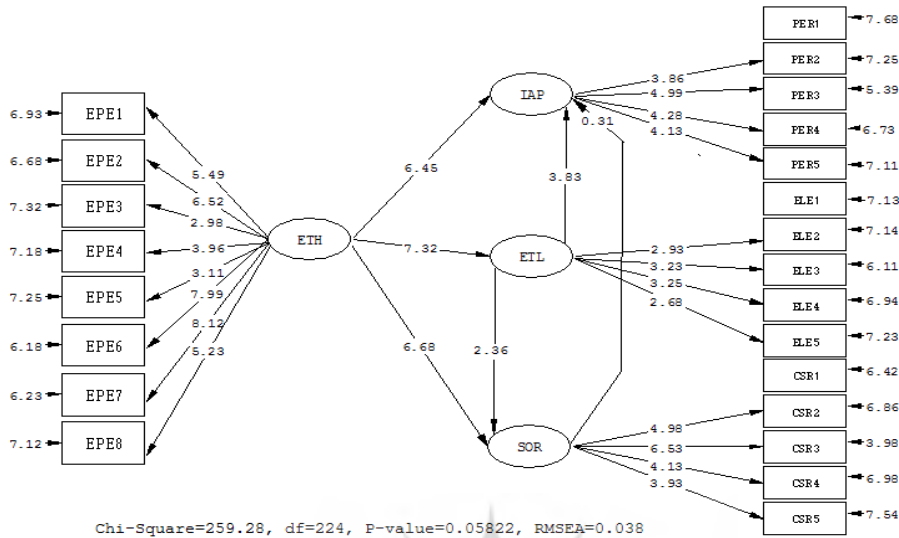 PER1 7.68
PER2 7.25
3.86
IAP 4.99 PER3 5.39
6.93 EPE1 0.31 4.28 PER4 6.73
4.13
6.68 EPE2 PER5 7.11
5.49 6.45 3.83
6.52 ELE1 7.13
7.32 EPE3 2.98
ELE2 7.14
7.18 EPE4 3.96 ETH 7.32 ETL 2.93
3.23 ELE3 6.11
7.25 EPE5 3.11 3.25
7.99 2.68 ELE4 6.94
8.12
6.18 EPE6 5.23 6.68 2.36 ELE5 7.23
CSR1 6.42
6.23 EPE7 CSR2 6.86
4.98
7.12 EPE8 SOR 6.53 CSR3 3.98
4.13
3.93 CSR4 6.98
CSR5 7.54
Chi-Square=259.28, df=224, P-value=0.05822, RMSEA=0.038